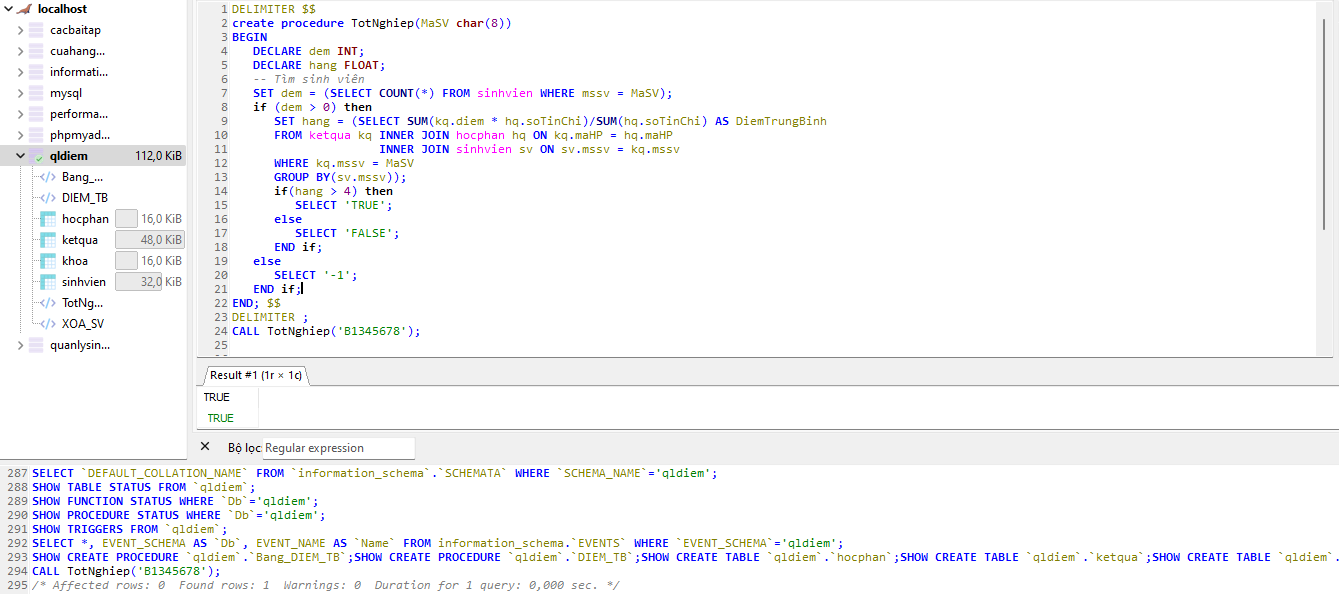 localhost
cacbaitap
cuahang...
informati...
mysql
performa...
phpmyad...
qldiem 112,0 KiB
Bang_...
DIEM_TB
hocphan 16,0 KiB
ketqua 48,0 KiB
khoa 16,0 KiB
sinhvien 32,0 KiB
TotNg...
XOA_SV
quanlysin...
1 DELIMITER $$
2 create procedure TotNghiep(MaSV char(8))
3 BEGIN
4 DECLARE dem INT;
5 DECLARE hang FLOAT;
6 -- Tìm sinh viên
7 SET dem = (SELECT COUNT(*) FROM sinhvien WHERE mssv = MaSV);
8 if (dem > 0) then
9 SET hang = (SELECT SUM(kq.diem * hq.soTinChi)/SUM(hq.soTinChi) AS DiemTrungBinh
10 FROM ketqua kq INNER JOIN hocphan hq ON kq.maHP = hq.maHP
11 INNER JOIN sinhvien sv ON sv.mssv = kq.mssv
12 WHERE kq.mssv = MaSV
13 GROUP BY(sv.mssv));
14 if(hang > 4) then
15 SELECT 'TRUE';
16 else
17 SELECT 'FALSE';
18 END if;
19 else
20 SELECT '-1';
21 END if;
22 END; $$
23 DELIMITER ;
24 CALL TotNghiep('B1345678');
25
Result #1 (1r × 1c)
TRUE
TRUE
Bộ lọc: Regular expression
287 SELECT `DEFAULT_COLLATION_NAME` FROM `information_schema`.`SCHEMATA` WHERE `SCHEMA_NAME`='qldiem';
288 SHOW TABLE STATUS FROM `qldiem`;
289 SHOW FUNCTION STATUS WHERE `Db`='qldiem';
290 SHOW PROCEDURE STATUS WHERE `Db`='qldiem';
291 SHOW TRIGGERS FROM `qldiem`;
292 SELECT *, EVENT_SCHEMA AS `Db`, EVENT_NAME AS `Name` FROM information_schema.`EVENTS` WHERE `EVENT_SCHEMA`='qldiem';
293 SHOW CREATE PROCEDURE `qldiem`.`Bang_DIEM_TB`;SHOW CREATE PROCEDURE `qldiem`.`DIEM_TB`;SHOW CREATE TABLE `qldiem`.`hocphan`;SHOW CREATE TABLE `qldiem`.`ketqua`;SHOW CREATE TABLE `qldiem`.
294 CALL TotNghiep('B1345678');
295 /* Affected rows: 0 Found rows: 1 Warnings: 0 Duration for 1 query: 0,000 sec. */